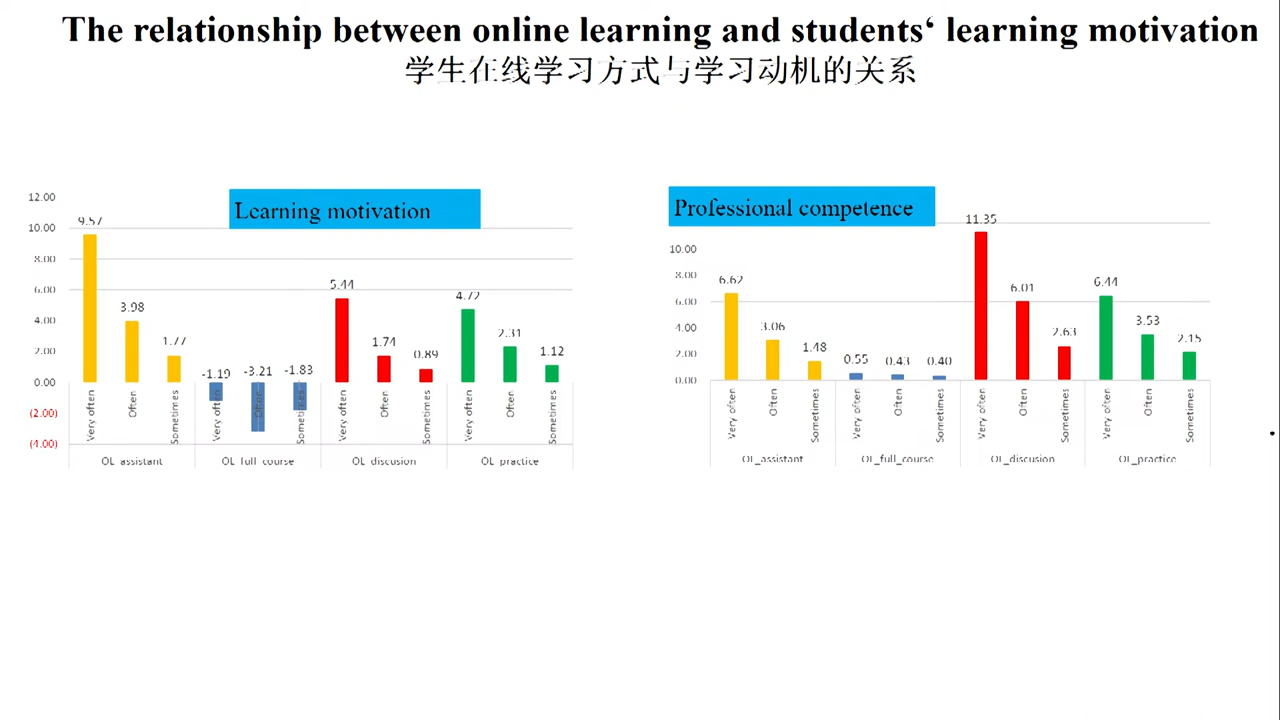 The relationship between online learning and students‘ learning motivation
学生在线学习方式与学习动机的关系
Learning motivation
12.00
10.00
8.00
6.00
4.00
2.00
0.00
(2.00)
(4.00)
9.57
3.98
1.77
-1.19
-3.21
-1.83
5.44
1.74
0.89
4.72
2.31
1.12
Very often
Often
Sometimes
Very often
Often
Sometimes
Very often
Often
Sometimes
Very often
Often
Sometimes
OL_assistant
OL_full_course
OL_discusion
OL_practice
Professional competence
10.00
8.00
6.00
4.00
2.00
0.00
6.62
3.06
1.48
0.55
0.43
0.40
11.35
6.01
2.63
6.44
3.53
2.15
Very often
Often
Sometimes
Very often
Often
Sometimes
Very often
Often
Sometimes
Very often
Often
Sometimes
OL_assistant
OL_full_course
OL_discusion
OL_practice